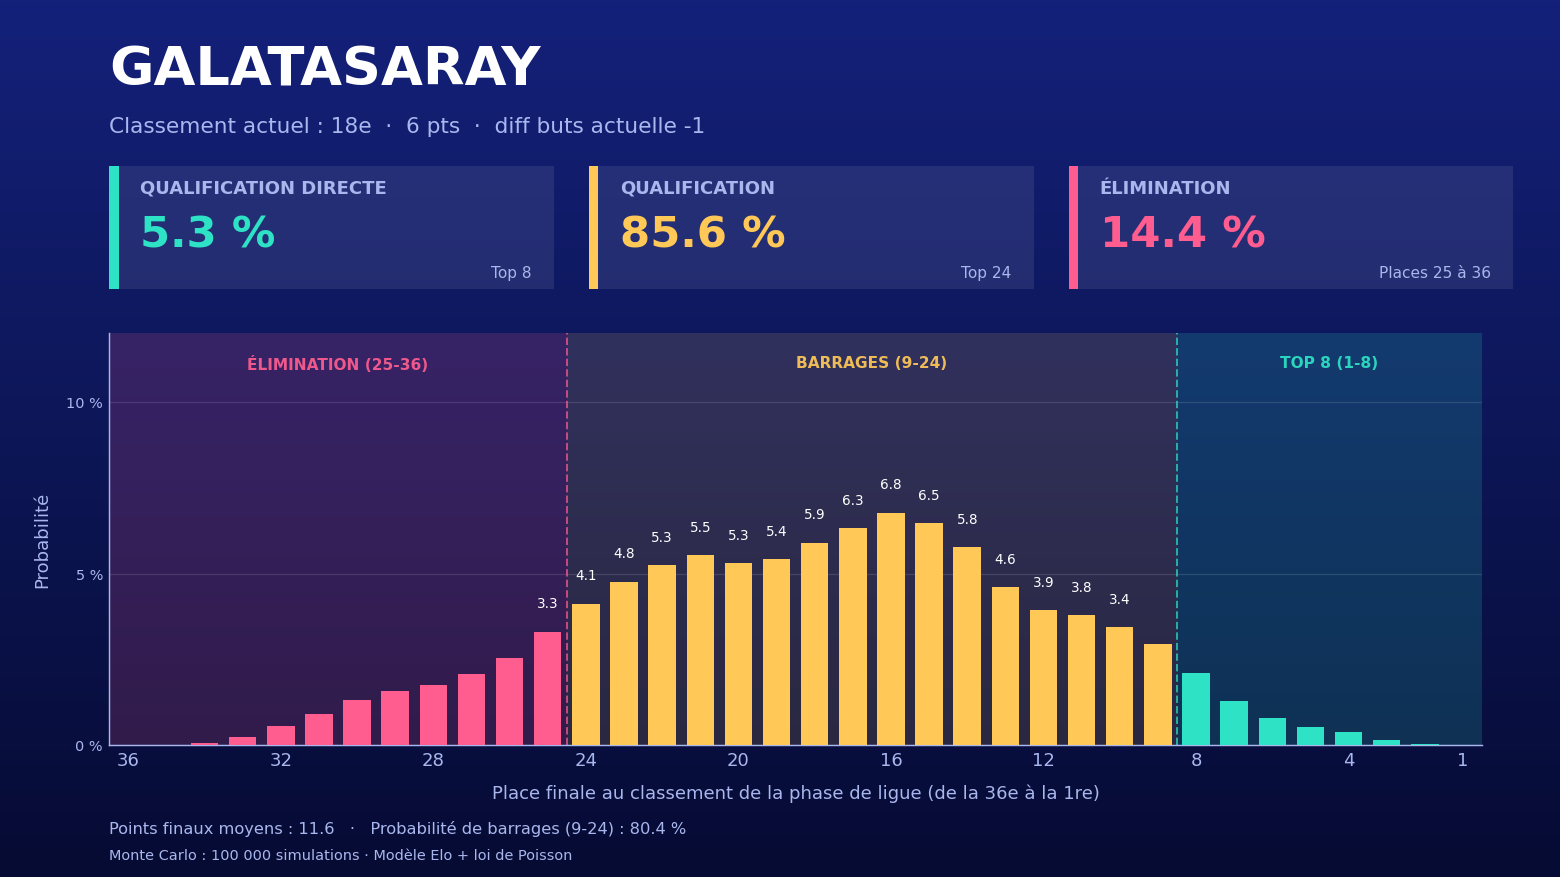 GALATASARAY
Classement actuel : 18e · 6 pts · diff buts actuelle -1
QUALIFICATION DIRECTE
5.3 %
Top 8
QUALIFICATION
85.6 %
Top 24
ÉLIMINATION
14.4 %
Places 25 à 36
ÉLIMINATION (25-36)
BARRAGES (9-24)
TOP 8 (1-8)
Probabilité
10 %
5 %
0 %
3.3
4.1
4.8
5.3
5.5
5.3
5.4
5.9
6.3
6.8
6.5
5.8
4.6
3.9
3.8
3.4
36 32 28 24 20 16 12 8 4 1
Place finale au classement de la phase de ligue (de la 36e à la 1re)
Points finaux moyens : 11.6 · Probabilité de barrages (9-24) : 80.4 %
Monte Carlo : 100 000 simulations · Modèle Elo + loi de Poisson